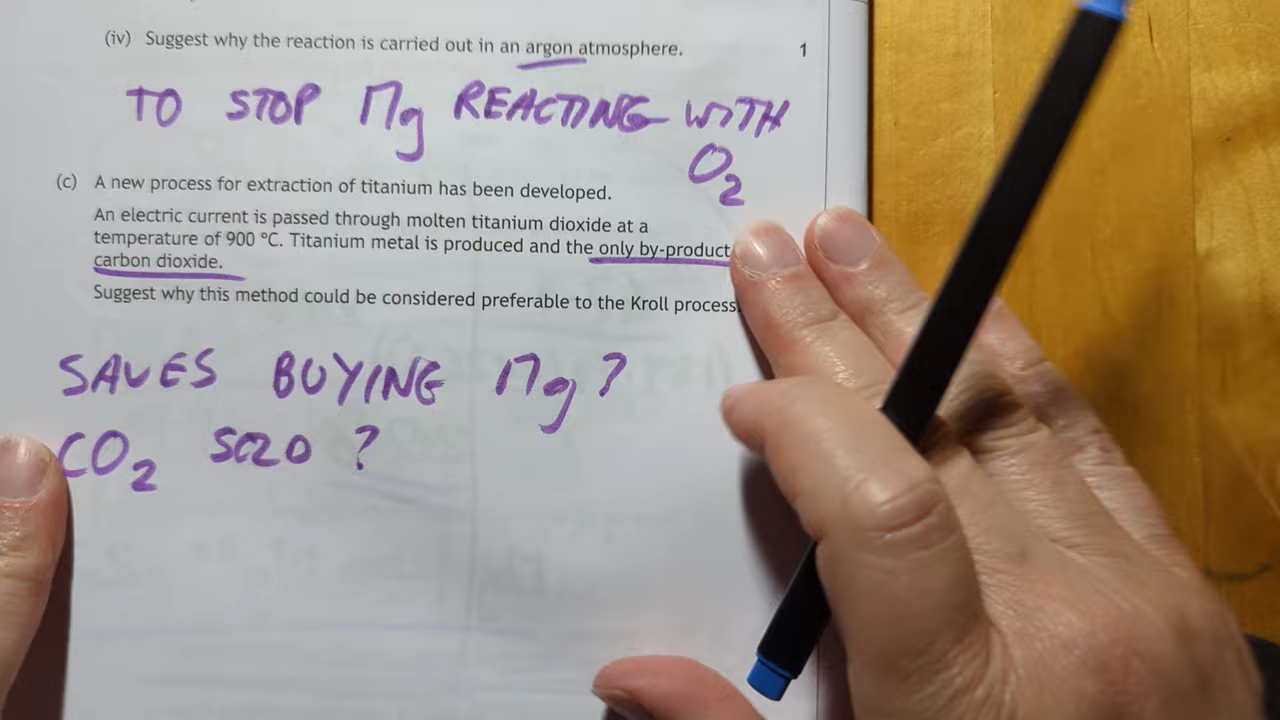 (iv) Suggest why the reaction is carried out in an argon atmosphere. 1
TO STOP Mg REACTING WITH
O₂
(c) A new process for extraction of titanium has been developed.
An electric current is passed through molten titanium dioxide at a
temperature of 900 °C. Titanium metal is produced and the only by-product
carbon dioxide.
Suggest why this method could be considered preferable to the Kroll process.
SAVES BUYING Mg?
CO₂ SOLD ?